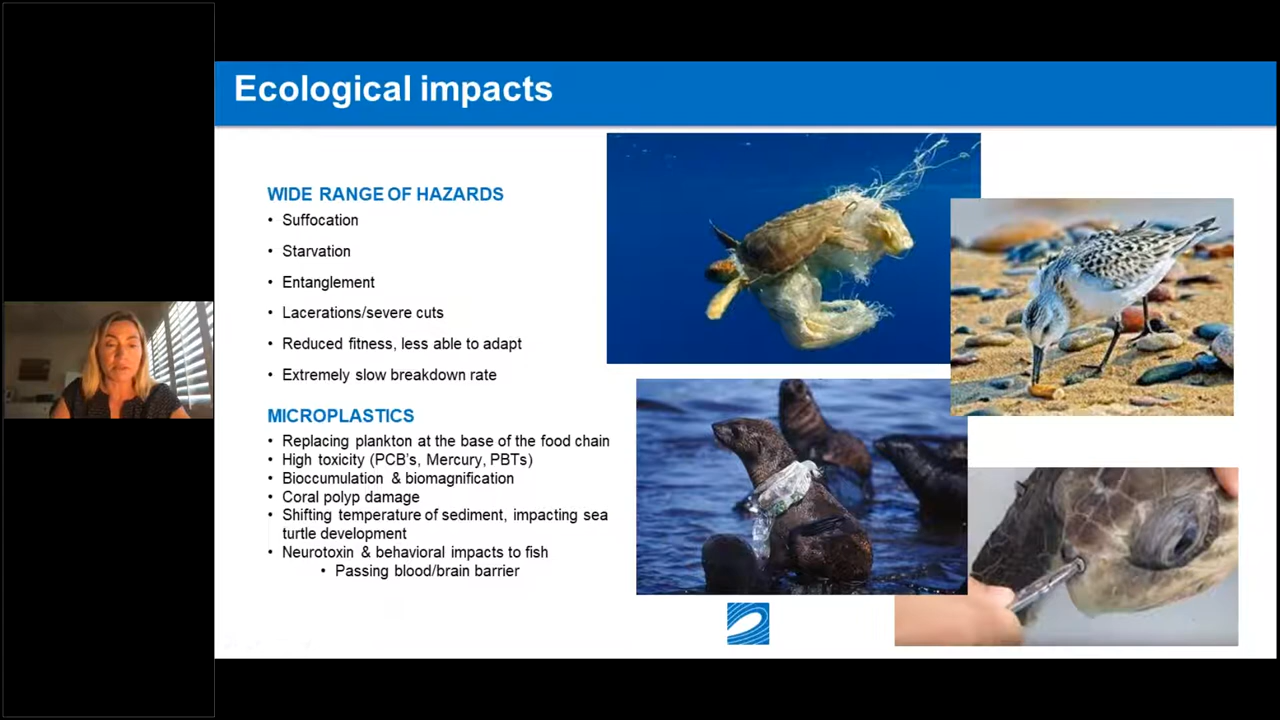 Ecological impacts
WIDE RANGE OF HAZARDS
• Suffocation
• Starvation
• Entanglement
• Lacerations/severe cuts
• Reduced fitness, less able to adapt
• Extremely slow breakdown rate
MICROPLASTICS
• Replacing plankton at the base of the food chain
• High toxicity (PCB's, Mercury, PBTs)
• Bioccumulation & biomagnification
• Coral polyp damage
• Shifting temperature of sediment, impacting sea
turtle development
• Neurotoxin & behavioral impacts to fish
• Passing blood/brain barrier